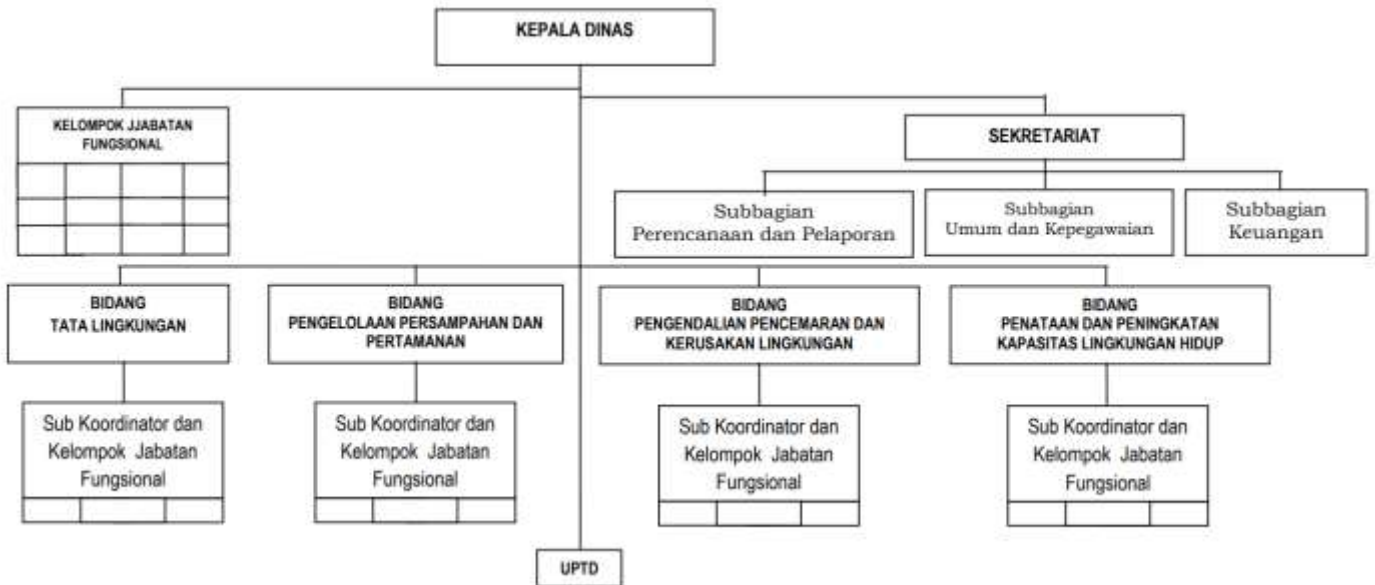 KEPALA DINAS
KELOMPOK JJABATAN
FUNGSIONAL
SEKRETARIAT
Subbagian
Perencanaan dan Pelaporan
Subbagian
Umum dan Kepegawaian
Subbagian
Keuangan
BIDANG
TATA LINGKUNGAN
BIDANG
PENGELOLAAN PERSAMPAHAN DAN
PERTAMANAN
BIDANG
PENGENDALIAN PENCEMARAN DAN
KERUSAKAN LINGKUNGAN
BIDANG
PENATAAN DAN PENINGKATAN
KAPASITAS LINGKUNGAN HIDUP
Sub Koordinator dan
Kelompok Jabatan
Fungsional
Sub Koordinator dan
Kelompok Jabatan
Fungsional
Sub Koordinator dan
Kelompok Jabatan
Fungsional
Sub Koordinator dan
Kelompok Jabatan
Fungsional
UPTD